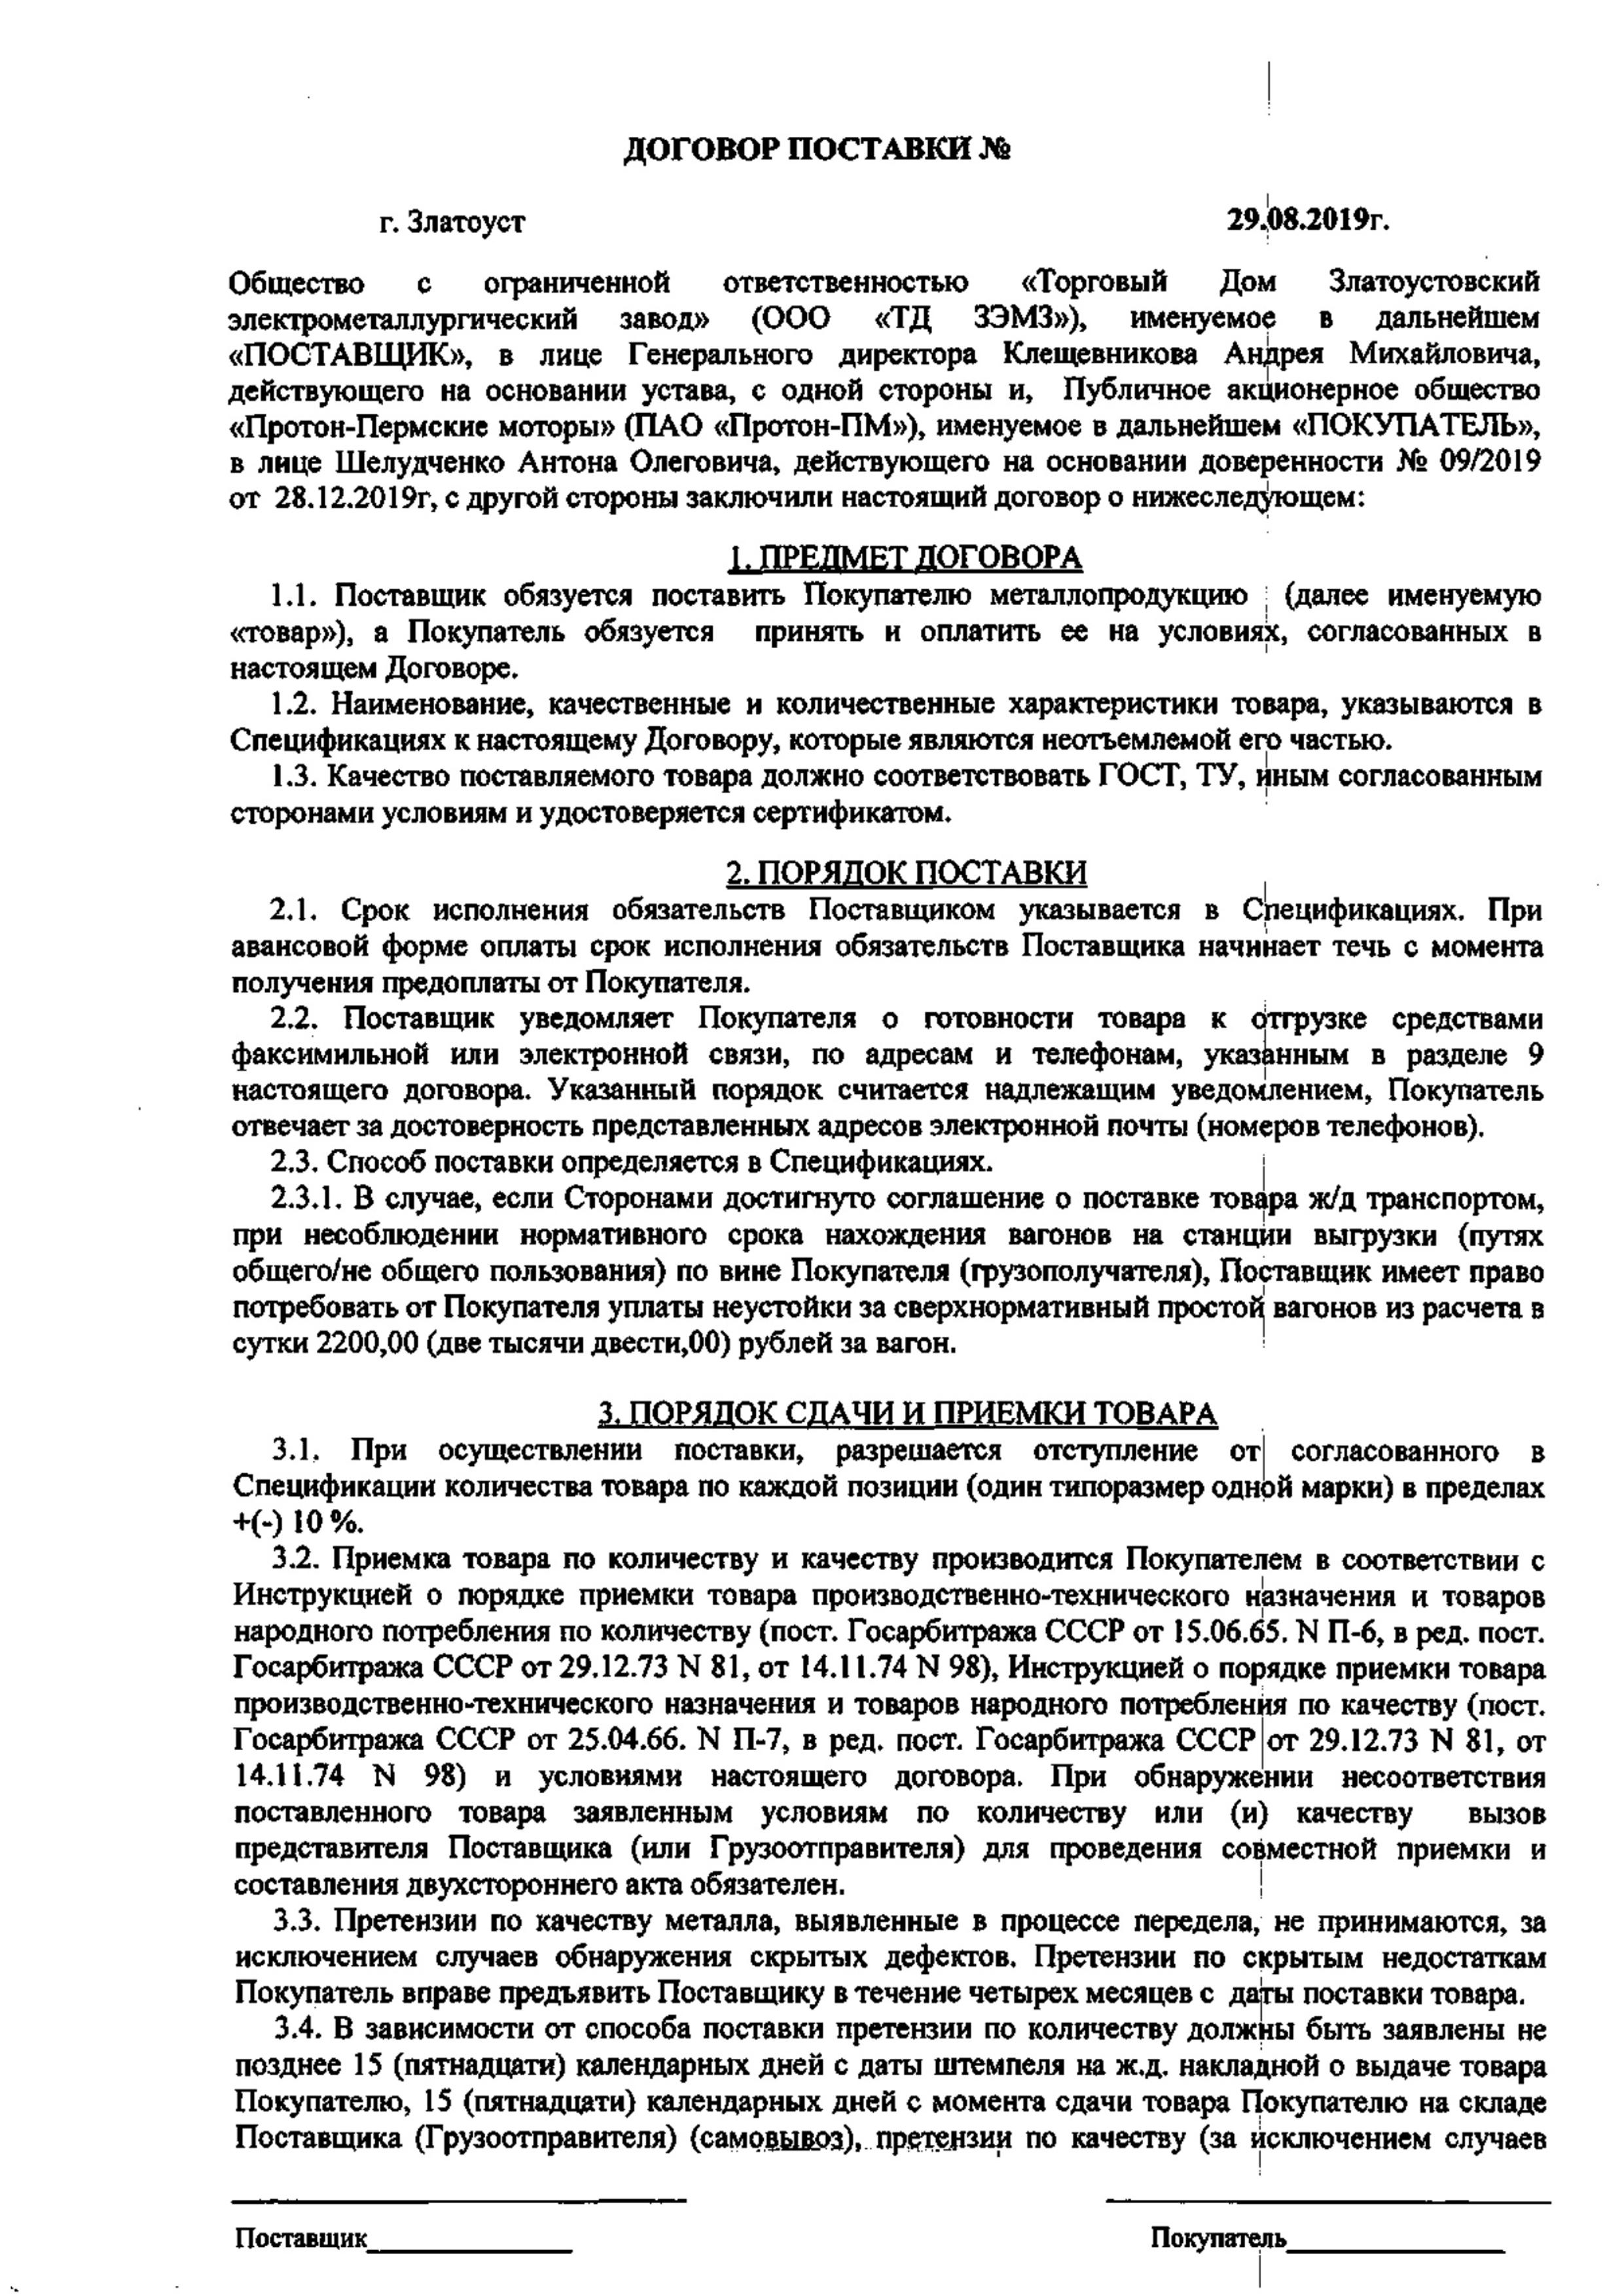 ДОГОВОР ПОСТАВКИ №
г. Златоуст 29.08.2019г.
Общество с ограниченной ответственностью «Торговый Дом Златоустовский
электрометаллургический завод» (ООО «ТД ЗЭМЗ»), именуемое в дальнейшем
«ПОСТАВЩИК», в лице Генерального директора Клещевникова Андрея Михайловича,
действующего на основании устава, с одной стороны и, Публичное акционерное общество
«Протон-Пермские моторы» (ПАО «Протон-ПМ»), именуемое в дальнейшем «ПОКУПАТЕЛЬ»,
в лице Шелудченко Антона Олеговича, действующего на основании доверенности № 09/2019
от 28.12.2019г, с другой стороны заключили настоящий договор о нижеследующем:
1. ПРЕДМЕТ ДОГОВОРА
1.1. Поставщик обязуется поставить Покупателю металлопродукцию (далее именуемую
«товар»), а Покупатель обязуется принять и оплатить ее на условиях, согласованных в
настоящем Договоре.
1.2. Наименование, качественные и количественные характеристики товара, указываются в
Спецификациях к настоящему Договору, которые являются неотъемлемой его частью.
1.3. Качество поставляемого товара должно соответствовать ГОСТ, ТУ, иным согласованным
сторонами условиям и удостоверяется сертификатом.
2. ПОРЯДОК ПОСТАВКИ
2.1. Срок исполнения обязательств Поставщиком указывается в Спецификациях. При
авансовой форме оплаты срок исполнения обязательств Поставщика начинает течь с момента
получения предоплаты от Покупателя.
2.2. Поставщик уведомляет Покупателя о готовности товара к отгрузке средствами
факсимильной или электронной связи, по адресам и телефонам, указанным в разделе 9
настоящего договора. Указанный порядок считается надлежащим уведомлением, Покупатель
отвечает за достоверность представленных адресов электронной почты (номеров телефонов).
2.3. Способ поставки определяется в Спецификациях.
2.3.1. В случае, если Сторонами достигнуто соглашение о поставке товара ж/д транспортом,
при несоблюдении нормативного срока нахождения вагонов на станции выгрузки (путях
общего/не общего пользования) по вине Покупателя (грузополучателя), Поставщик имеет право
потребовать от Покупателя уплаты неустойки за сверхнормативный простой вагонов из расчета в
сутки 2200,00 (две тысячи двести,00) рублей за вагон.
3. ПОРЯДОК СДАЧИ И ПРИЕМКИ ТОВАРА
3.1. При осуществлении поставки, разрешается отступление от согласованного в
Спецификации количества товара по каждой позиции (один типоразмер одной марки) в пределах
+(-) 10 %.
3.2. Приемка товара по количеству и качеству производится Покупателем в соответствии с
Инструкцией о порядке приемки товара производственно-технического назначения и товаров
народного потребления по количеству (пост. Госарбитража СССР от 15.06.65. N П-6, в ред. пост.
Госарбитража СССР от 29.12.73 N 81, от 14.11.74 N 98), Инструкцией о порядке приемки товара
производственно-технического назначения и товаров народного потребления по качеству (пост.
Госарбитража СССР от 25.04.66. N П-7, в ред. пост. Госарбитража СССР от 29.12.73 N 81, от
14.11.74 N 98) и условиями настоящего договора. При обнаружении несоответствия
поставленного товара заявленным условиям по количеству или (и) качеству вызов
представителя Поставщика (или Грузоотправителя) для проведения совместной приемки и
составления двухстороннего акта обязателен.
3.3. Претензии по качеству металла, выявленные в процессе передела, не принимаются, за
исключением случаев обнаружения скрытых дефектов. Претензии по скрытым недостаткам
Покупатель вправе предъявить Поставщику в течение четырех месяцев с даты поставки товара.
3.4. В зависимости от способа поставки претензии по количеству должны быть заявлены не
позднее 15 (пятнадцати) календарных дней с даты штемпеля на ж.д. накладной о выдаче товара
Покупателю, 15 (пятнадцати) календарных дней с момента сдачи товара Покупателю на складе
Поставщика (Грузоотправителя) (самовывоз), претензии по качеству (за исключением случаев
Поставщик_______________ Покупатель_______________